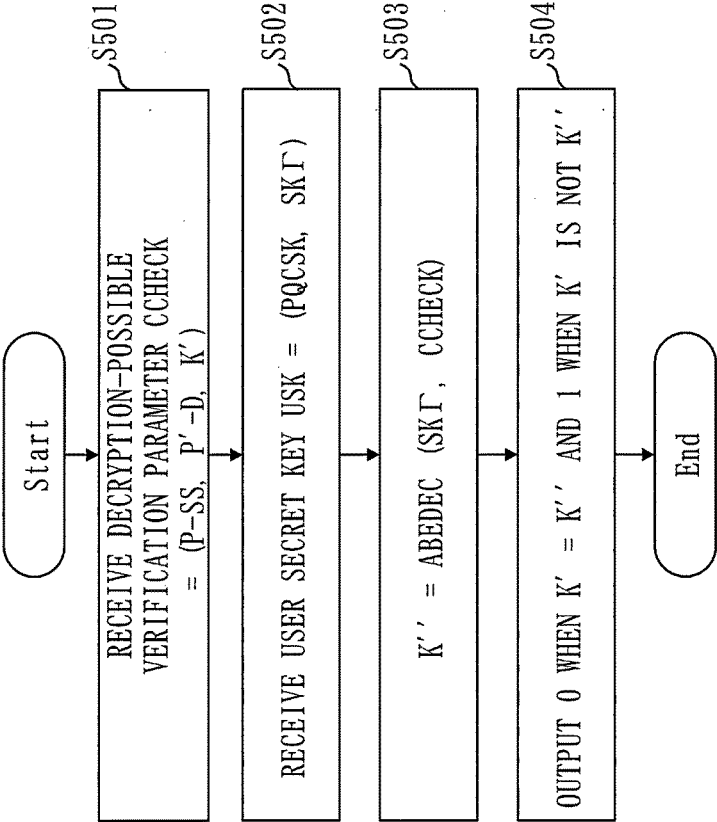 Start
S501
RECEIVE DECRYPTION-POSSIBLE
VERIFICATION PARAMETER CCHECK
= (P-SS, P'-D, K')
S502
RECEIVE USER SECRET KEY USK = (PQCSK, SKΓ)
S503
K'' = ABEDEC (SKΓ, CCHECK)
S504
OUTPUT 0 WHEN K' = K'' AND 1 WHEN K' IS NOT K''
End